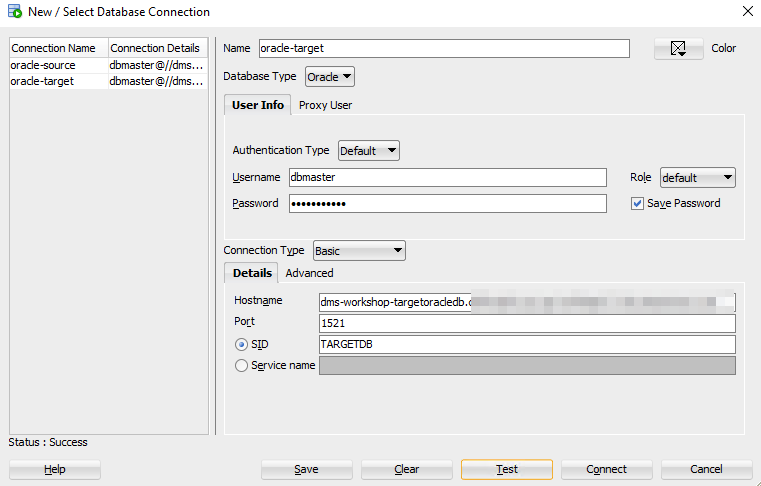 New / Select Database Connection
Connection Name Connection Details
oracle-source dbmaster@//dms...
oracle-target dbmaster@//dms...
Name oracle-target Color
Database Type Oracle
User Info Proxy User
Authentication Type Default
Username dbmaster Role default
Password ••••••••••• Save Password
Connection Type Basic
Details Advanced
Hostname dms-workshop-targetoracledb.
Port 1521
SID TARGETDB
Service name
Status : Success
Help Save Clear Test Connect Cancel